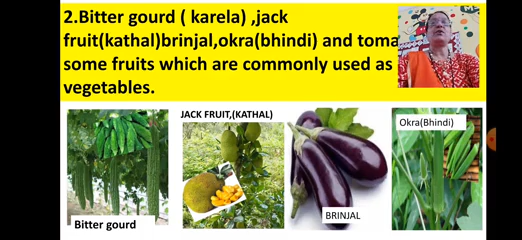 2.Bitter gourd ( karela) ,jack
fruit(kathal)brinjal,okra(bhindi) and
some fruits which are commonly used as
vegetables.
JACK FRUIT,(KATHAL)
Okra(Bhindi)
BRINJAL
Bitter gourd